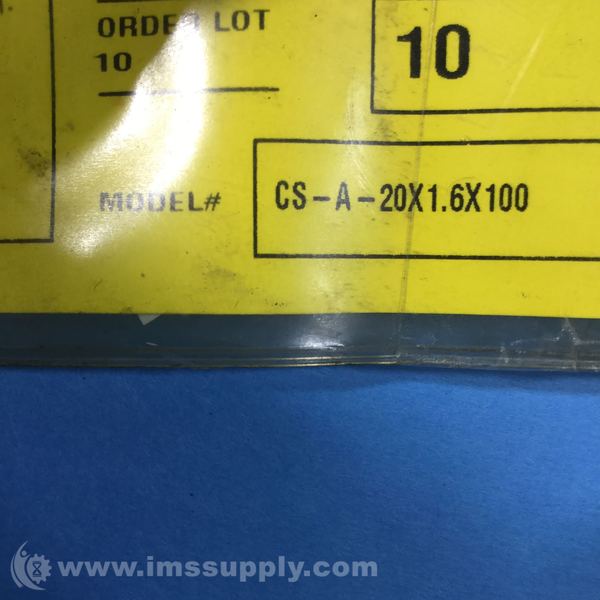 ORDER LOT
10
10
MODEL#
CS-A-20X1.6X100
www.imssupply.com